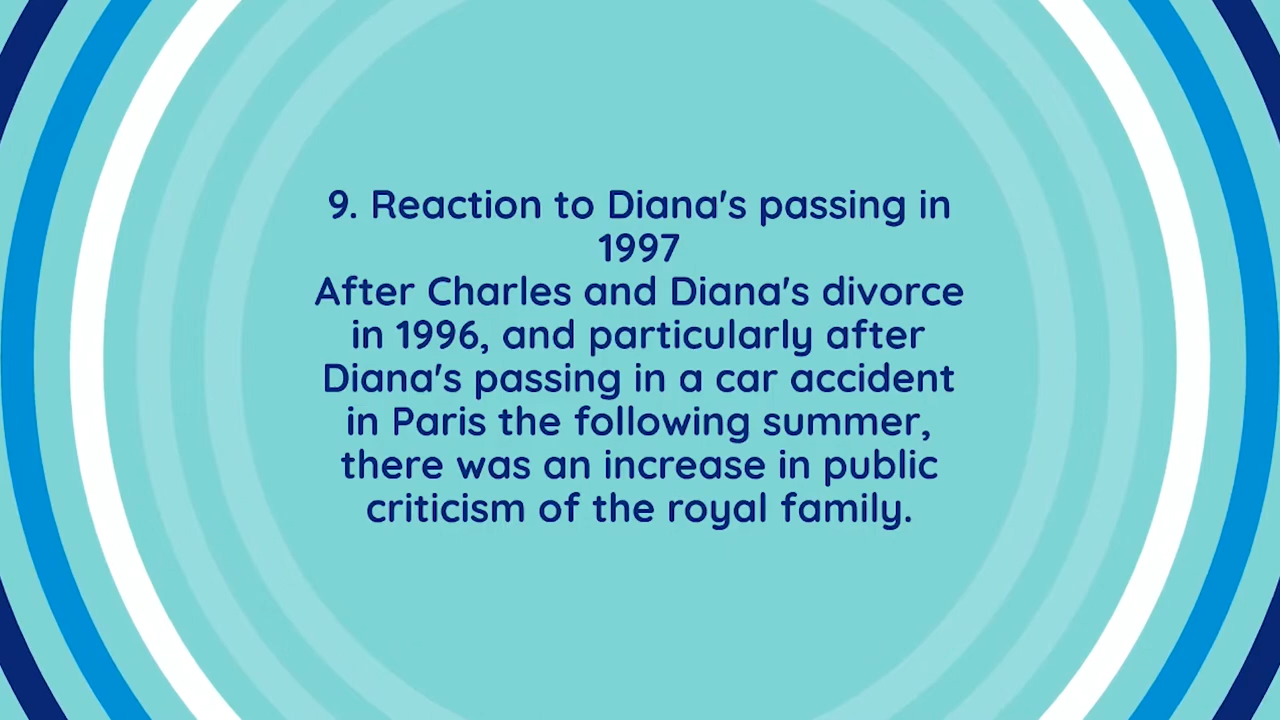 9. Reaction to Diana's passing in
1997
After Charles and Diana's divorce
in 1996, and particularly after
Diana's passing in a car accident
in Paris the following summer,
there was an increase in public
criticism of the royal family.